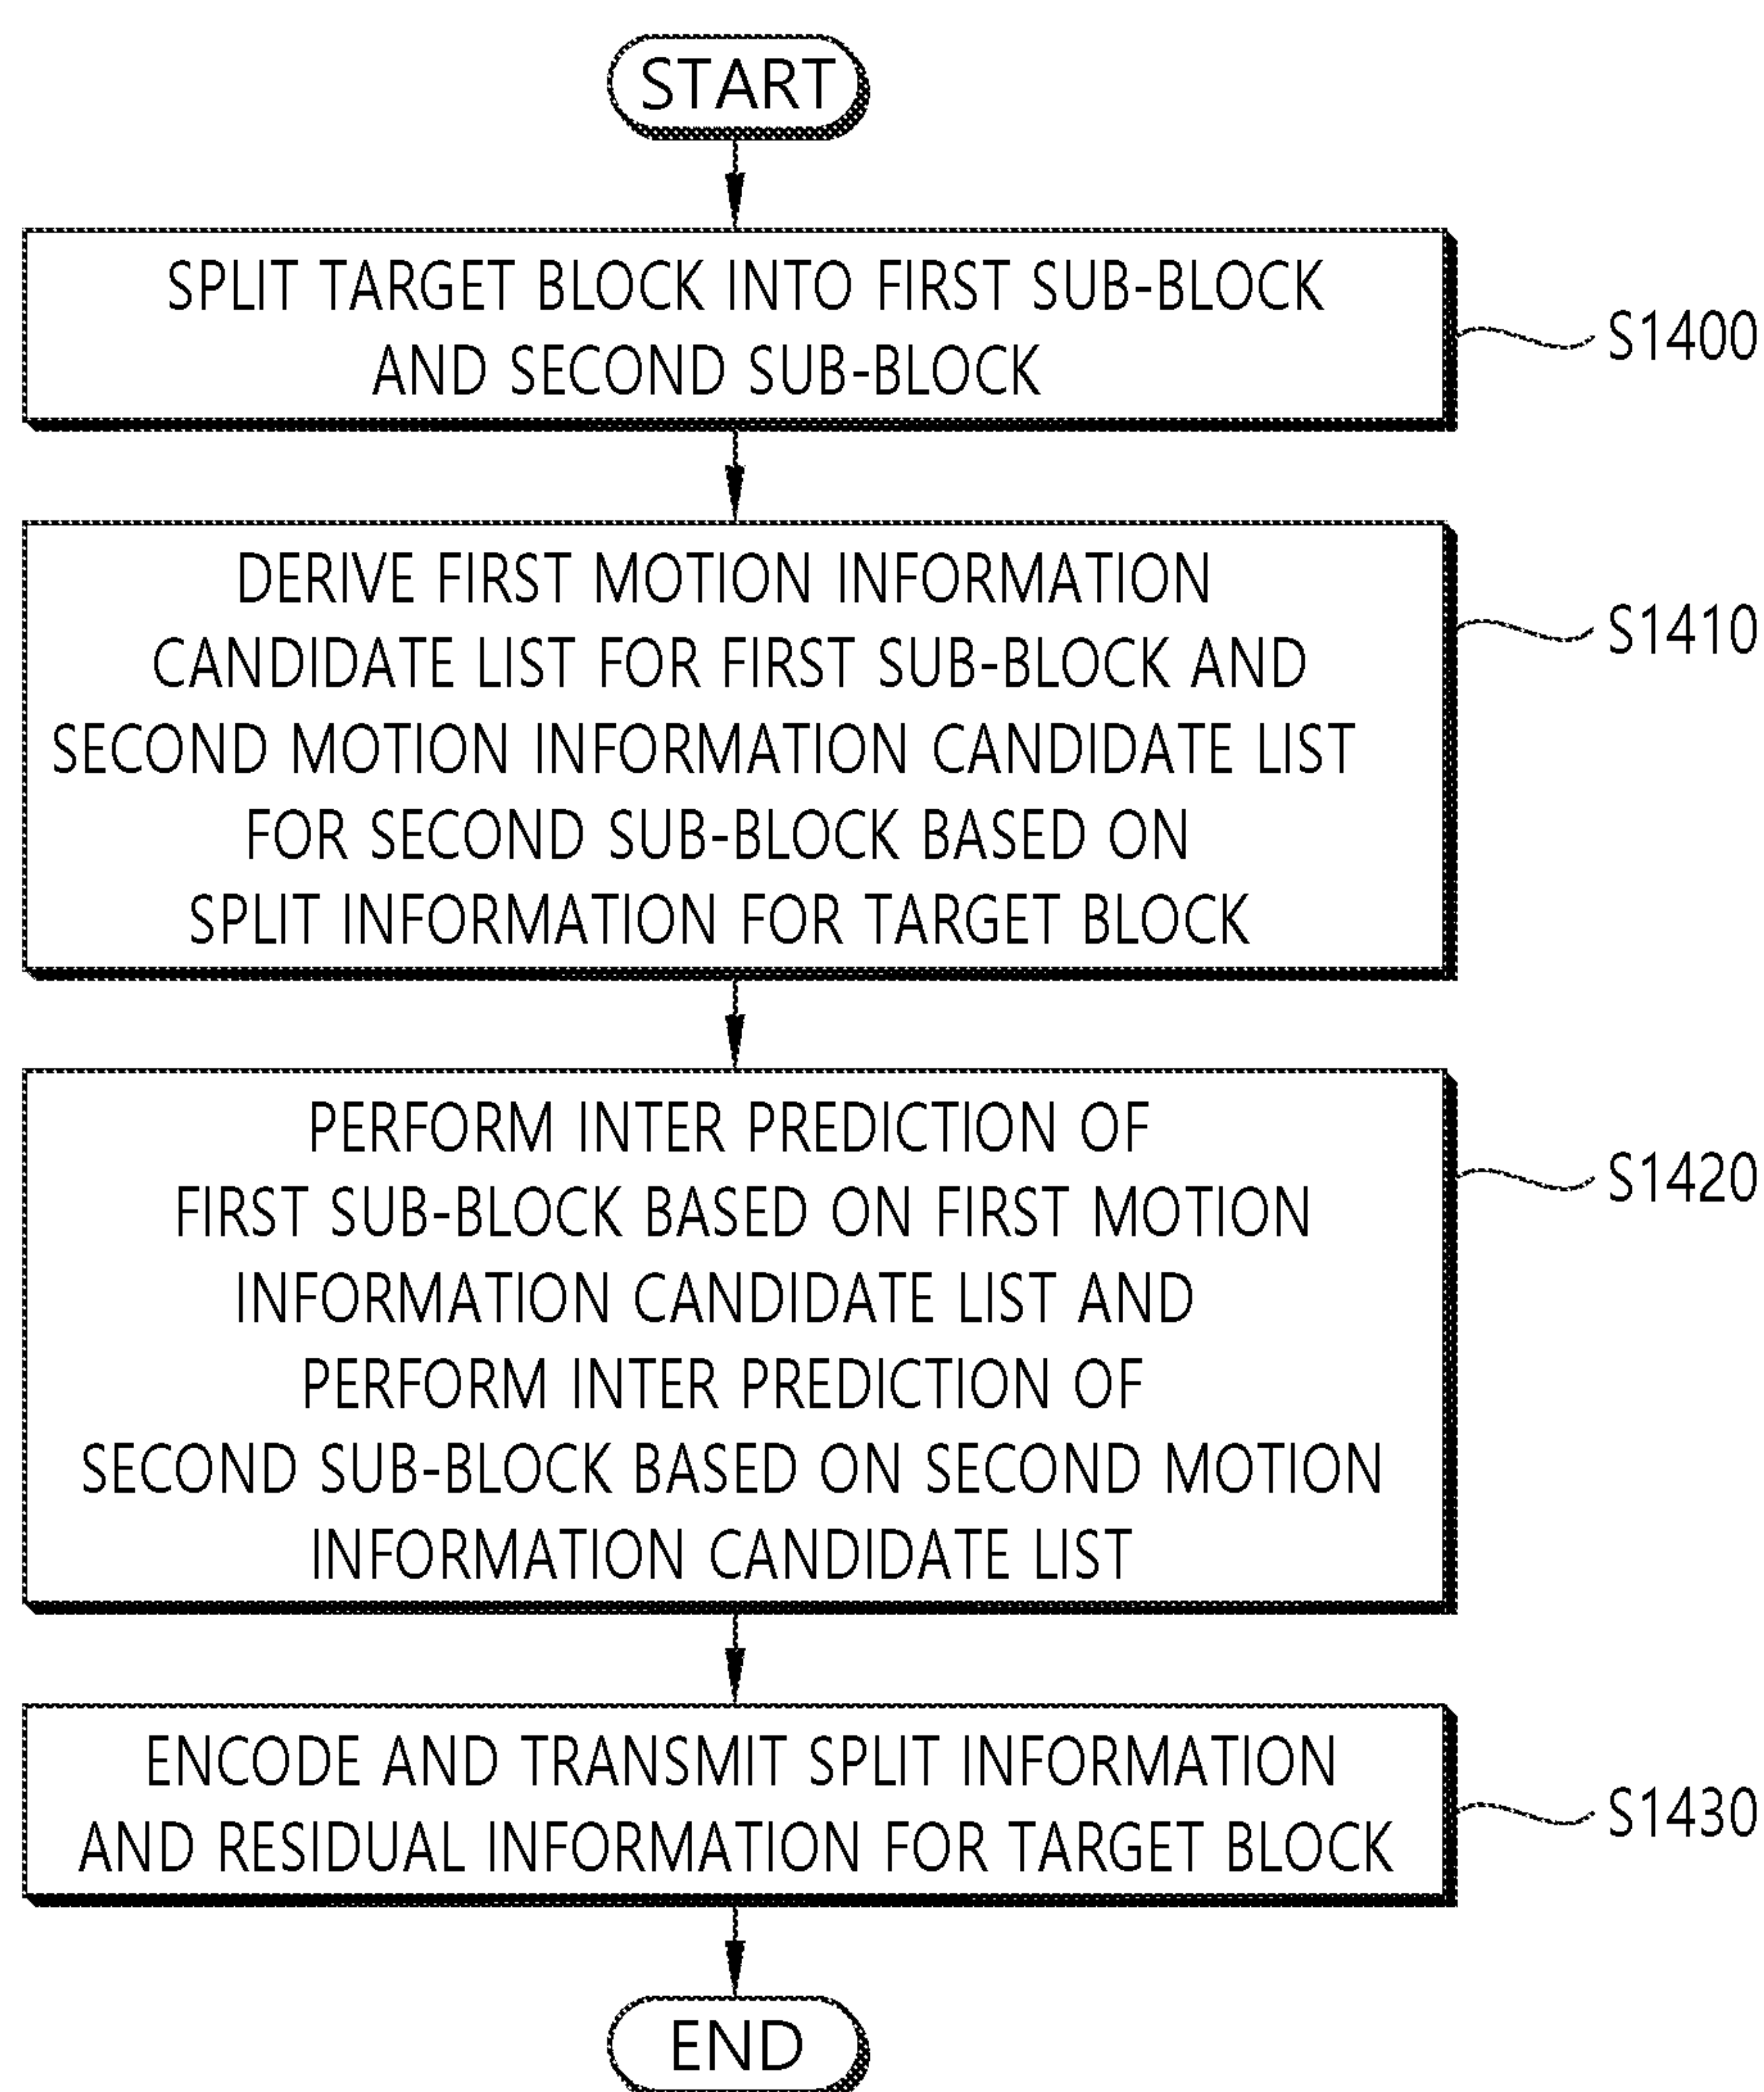 START
SPLIT TARGET BLOCK INTO FIRST SUB-BLOCK
AND SECOND SUB-BLOCK
S1400
DERIVE FIRST MOTION INFORMATION
CANDIDATE LIST FOR FIRST SUB-BLOCK AND
SECOND MOTION INFORMATION CANDIDATE LIST
FOR SECOND SUB-BLOCK BASED ON
SPLIT INFORMATION FOR TARGET BLOCK
S1410
PERFORM INTER PREDICTION OF
FIRST SUB-BLOCK BASED ON FIRST MOTION
INFORMATION CANDIDATE LIST AND
PERFORM INTER PREDICTION OF
SECOND SUB-BLOCK BASED ON SECOND MOTION
INFORMATION CANDIDATE LIST
S1420
ENCODE AND TRANSMIT SPLIT INFORMATION
AND RESIDUAL INFORMATION FOR TARGET BLOCK
S1430
END